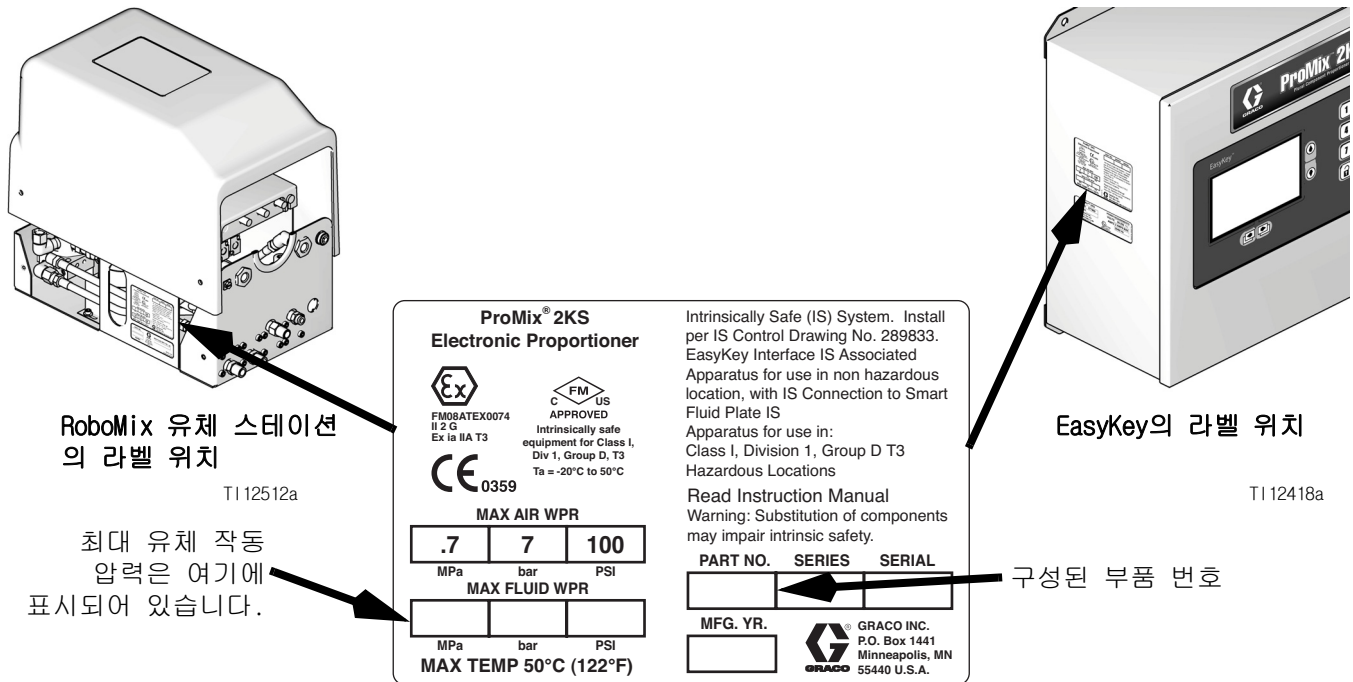 RoboMix 유체 스테이션
의 라벨 위치
TI12512a
최대 유체 작동
압력은 여기에
표시되어 있습니다.
ProMix® 2KS
Electronic Proportioner
Ex
FM08ATEX0074
II 2 G
Ex ia IIA T3
CE 0359
FM
C US
APPROVED
Intrinsically safe
equipment for Class I,
Div 1, Group D, T3
Ta = -20°C to 50°C
MAX AIR WPR
.7 7 100
MPa bar PSI
MAX FLUID WPR
MPa bar PSI
MAX TEMP 50°C (122°F)
Intrinsically Safe (IS) System. Install
per IS Control Drawing No. 289833.
EasyKey Interface IS Associated
Apparatus for use in non hazardous
location, with IS Connection to Smart
Fluid Plate IS
Apparatus for use in:
Class I, Division 1, Group D T3
Hazardous Locations
Read Instruction Manual
Warning: Substitution of components
may impair intrinsic safety.
PART NO. SERIES SERIAL
MFG. YR.
GRACO
®
GRACO INC.
P.O. Box 1441
Minneapolis, MN
55440 U.S.A.
구성된 부품 번호
GRACO
ProMix 2K
EasyKey
1
4
7
EasyKey의 라벨 위치
TI12418a